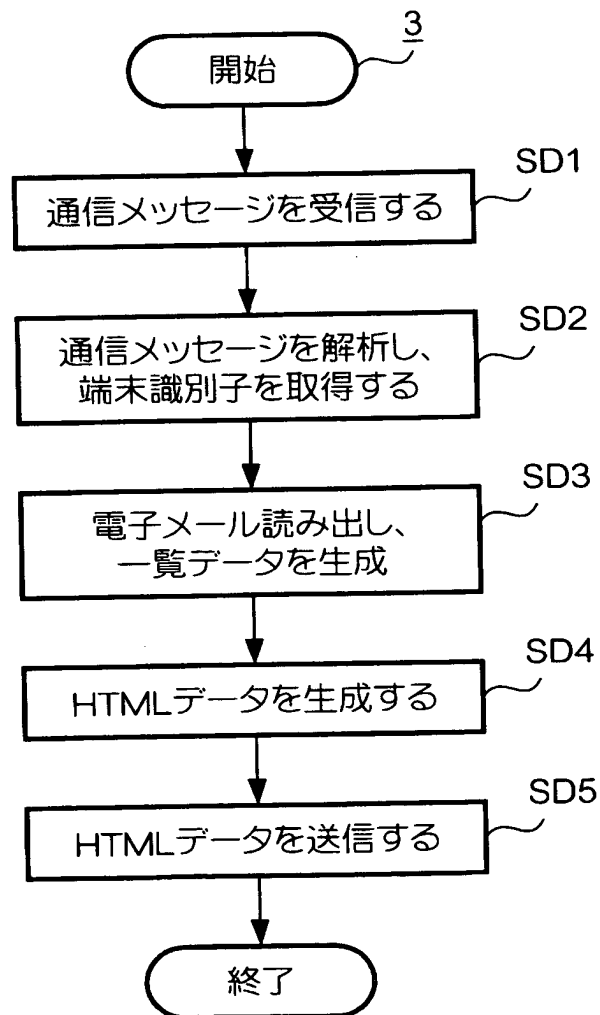 3
開始
SD1
通信メッセージを受信する
SD2
通信メッセージを解析し、
端末識別子を取得する
SD3
電子メール読み出し、
一覧データを生成
SD4
HTMLデータを生成する
SD5
HTMLデータを送信する
終了